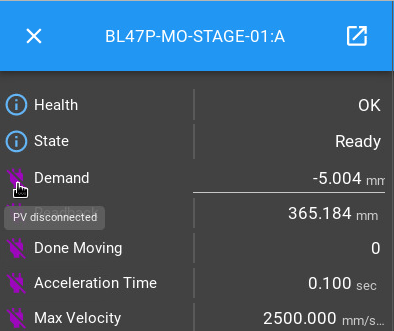 BL47P-MO-STAGE-01:A
Health OK
State Ready
Demand -5.004 mm
PV disconnected 365.184 mm
Done Moving 0
Acceleration Time 0.100 sec
Max Velocity 2500.000 mm/s...